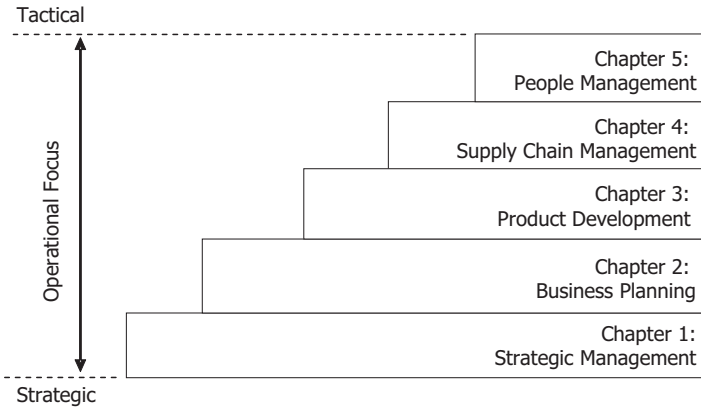 Tactical
Chapter 5:
People Management
Chapter 4:
Supply Chain Management
Chapter 3:
Product Development
Chapter 2:
Business Planning
Chapter 1:
Strategic Management
Operational Focus
Strategic